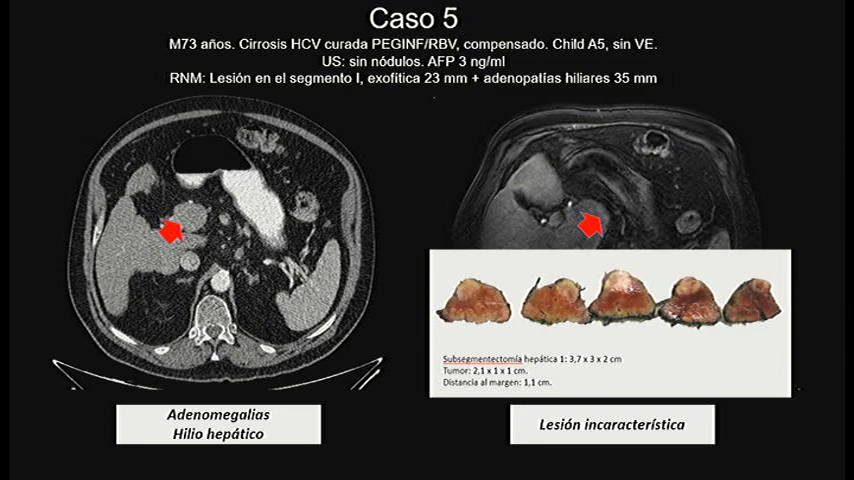 Caso 5
M73 años. Cirrosis HCV curada PEGINF/RBV, compensado. Child A5, sin VE.
US: sin nódulos. AFP 3 ng/ml
RNM: Lesión en el segmento I, exofítica 23 mm + adenopatías hiliares 35 mm
Subsegmentectomía hepática 1: 3,7 x 3 x 2 cm
Tumor: 2,1 x 1 x 1 cm.
Distancia al margen: 1,1 cm.
Adenomegalias
Hilio hepático
Lesión incaracterística